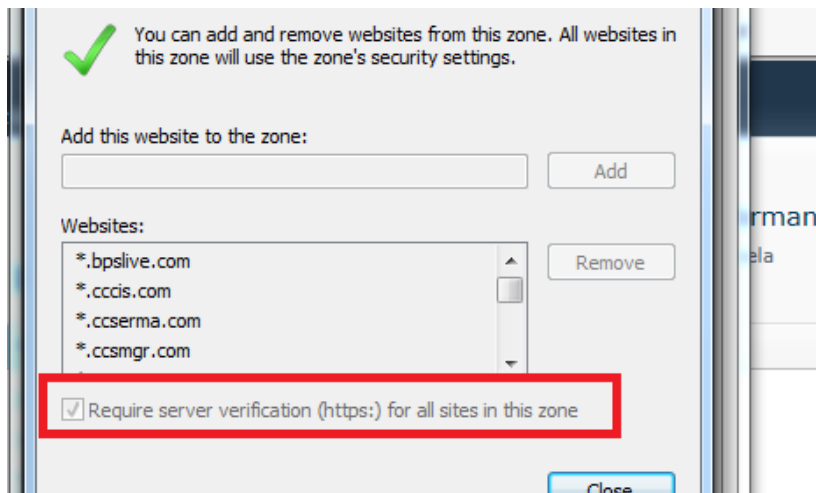 You can add and remove websites from this zone. All websites in
this zone will use the zone's security settings.
Add this website to the zone:
Add
Websites:
*.bpslive.com
*.cccis.com
*.ccserma.com
*.ccsmgr.com
Remove
Require server verification (https:) for all sites in this zone
Close